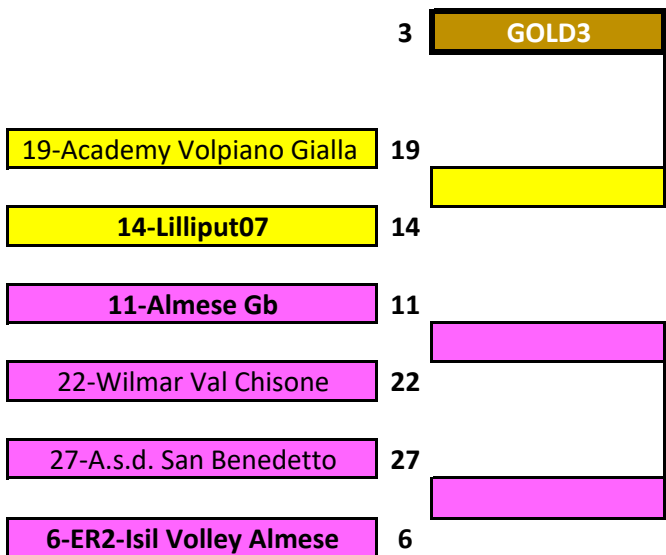 3 GOLD3
19-Academy Volpiano Gialla 19
14-Lilliput07 14
11-Almese Gb 11
22-Wilmar Val Chisone 22
27-A.s.d. San Benedetto 27
6-ER2-Isil Volley Almese 6